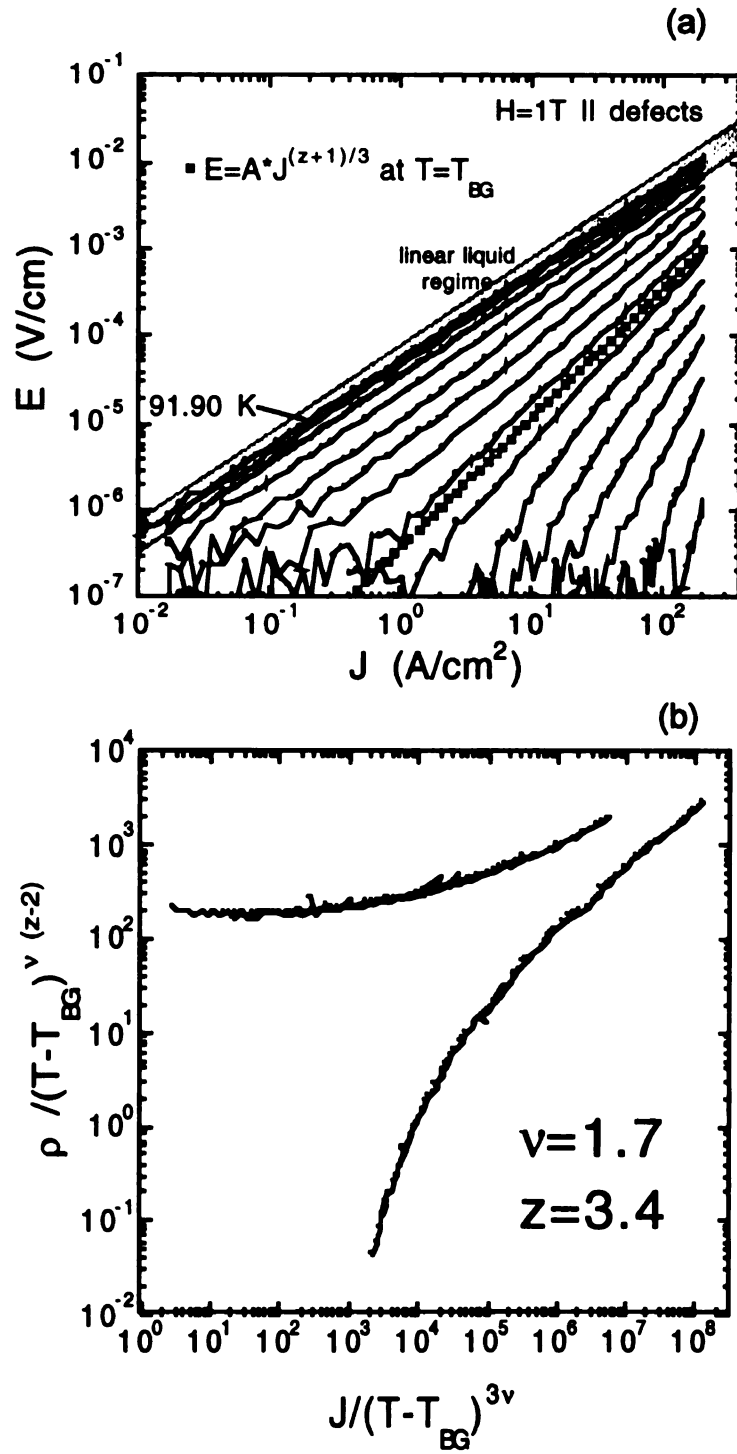 (a)
10^-1
10^-2
10^-3
10^-4
10^-5
10^-6
10^-7
E (V/cm)
H=1T II defects
E=A*J^(z+1)/3 at T=T_BG
linear liquid
regime
91.90 K
10^-2 10^-1 10^0 10^1 10^2
J (A/cm^2)
(b)
10^4
10^3
10^2
10^1
10^0
10^-1
10^-2
ρ /(T-T_BG)^ν (z-2)
ν=1.7
z=3.4
10^0 10^1 10^2 10^3 10^4 10^5 10^6 10^7 10^8
J/(T-T_BG)^3ν